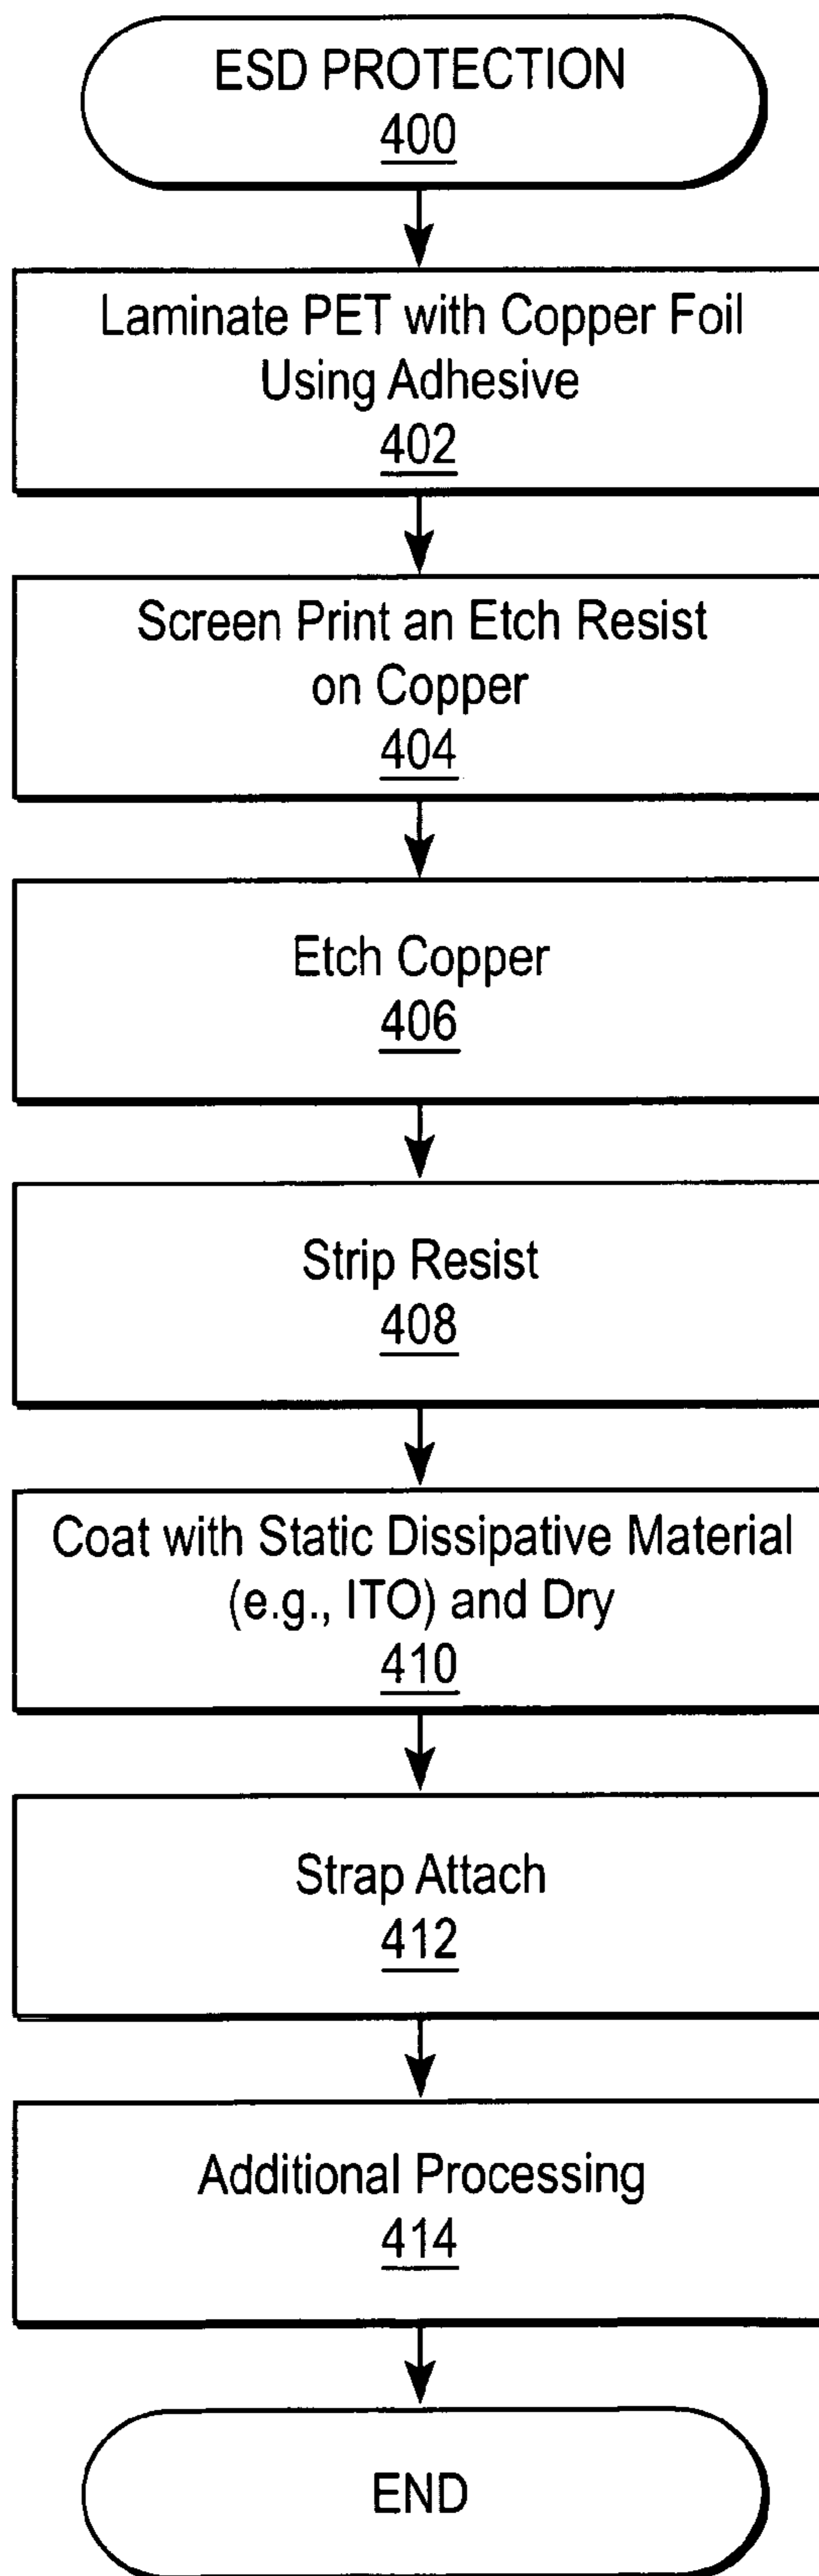 ESD PROTECTION
400
Laminate PET with Copper Foil
Using Adhesive
402
Screen Print an Etch Resist
on Copper
404
Etch Copper
406
Strip Resist
408
Coat with Static Dissipative Material
(e.g., ITO) and Dry
410
Strap Attach
412
Additional Processing
414
END